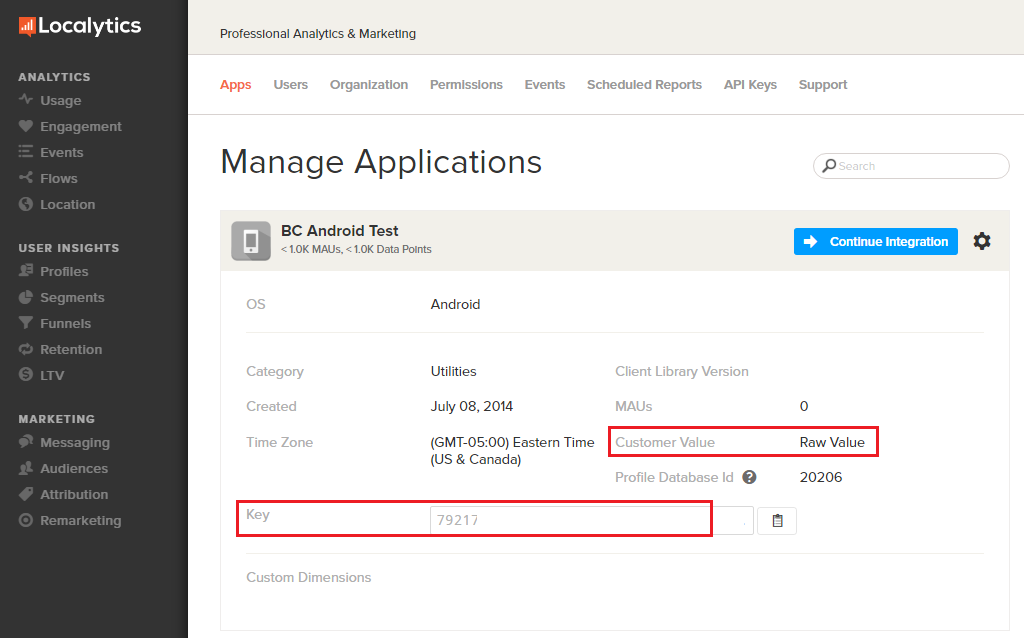 Localytics
ANALYTICS
Usage
Engagement
Events
Flows
Location
USER INSIGHTS
Profiles
Segments
Funnels
Retention
LTV
MARKETING
Messaging
Audiences
Attribution
Remarketing
Professional Analytics & Marketing
Apps Users Organization Permissions Events Scheduled Reports API Keys Support
Manage Applications
Search
BC Android Test
< 1.0K MAUs, < 1.0K Data Points
Continue Integration
OS Android
Category Utilities Client Library Version
Created July 08, 2014 MAUs 0
Time Zone (GMT-05:00) Eastern Time Customer Value Raw Value
(US & Canada)
Profile Database Id ? 20206
Key 79217
Custom Dimensions